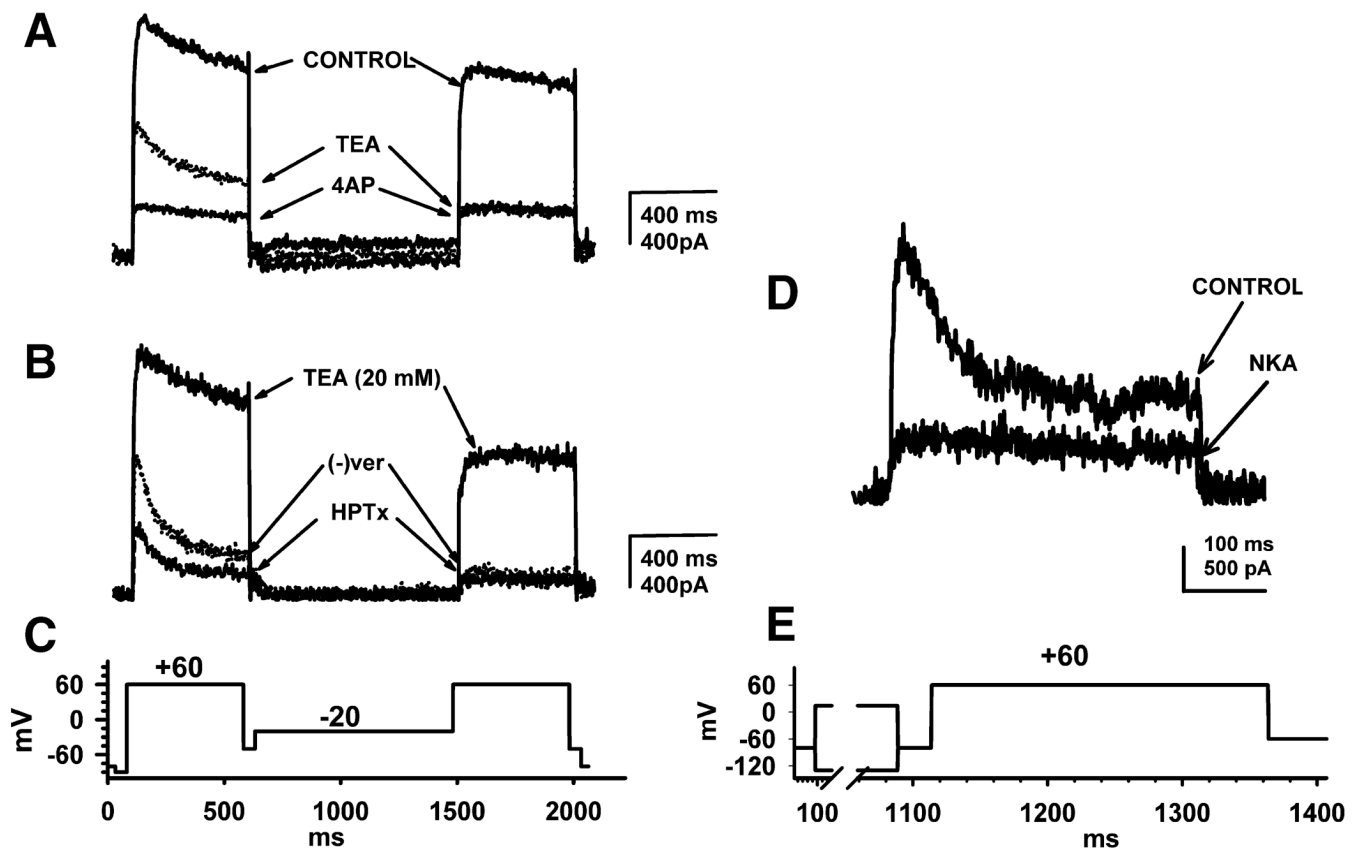 A
CONTROL
TEA
4AP
400 ms
400pA
B
TEA (20 mM)
(-)ver
HPTx
400 ms
400pA
C
+60
-20
60
0
-60
mV
0 500 1000 1500 2000
ms
D
CONTROL
NKA
100 ms
500 pA
E
+60
60
0
-60
-120
mV
100 1100 1200 1300 1400
ms